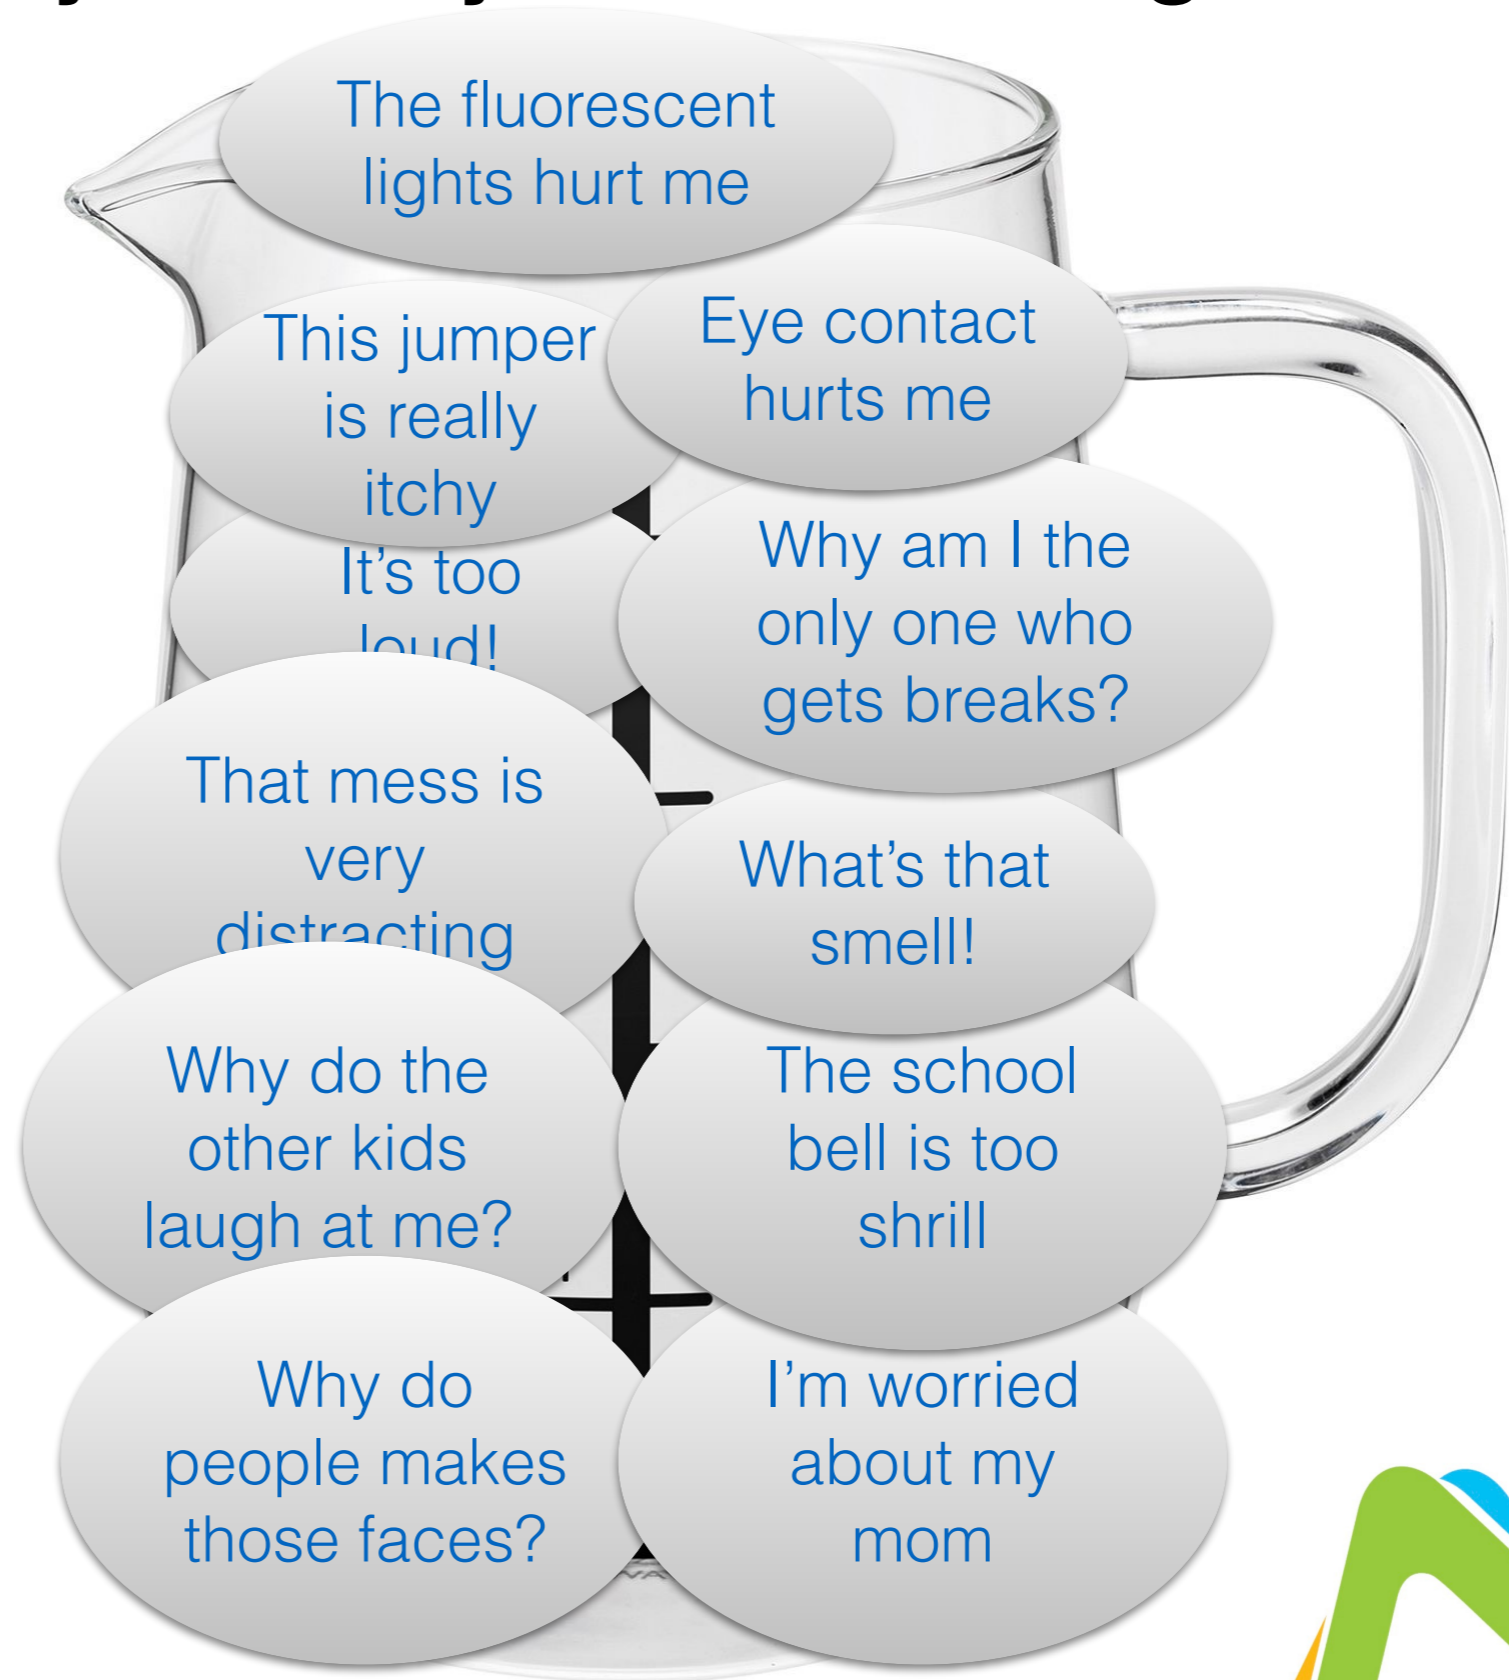 The fluorescent
lights hurt me
This jumper
is really
itchy
Eye contact
hurts me
It's too
loud!
Why am I the
only one who
gets breaks?
That mess is
very
distracting
What's that
smell!
Why do the
other kids
laugh at me?
The school
bell is too
shrill
Why do
people makes
those faces?
I'm worried
about my
mom